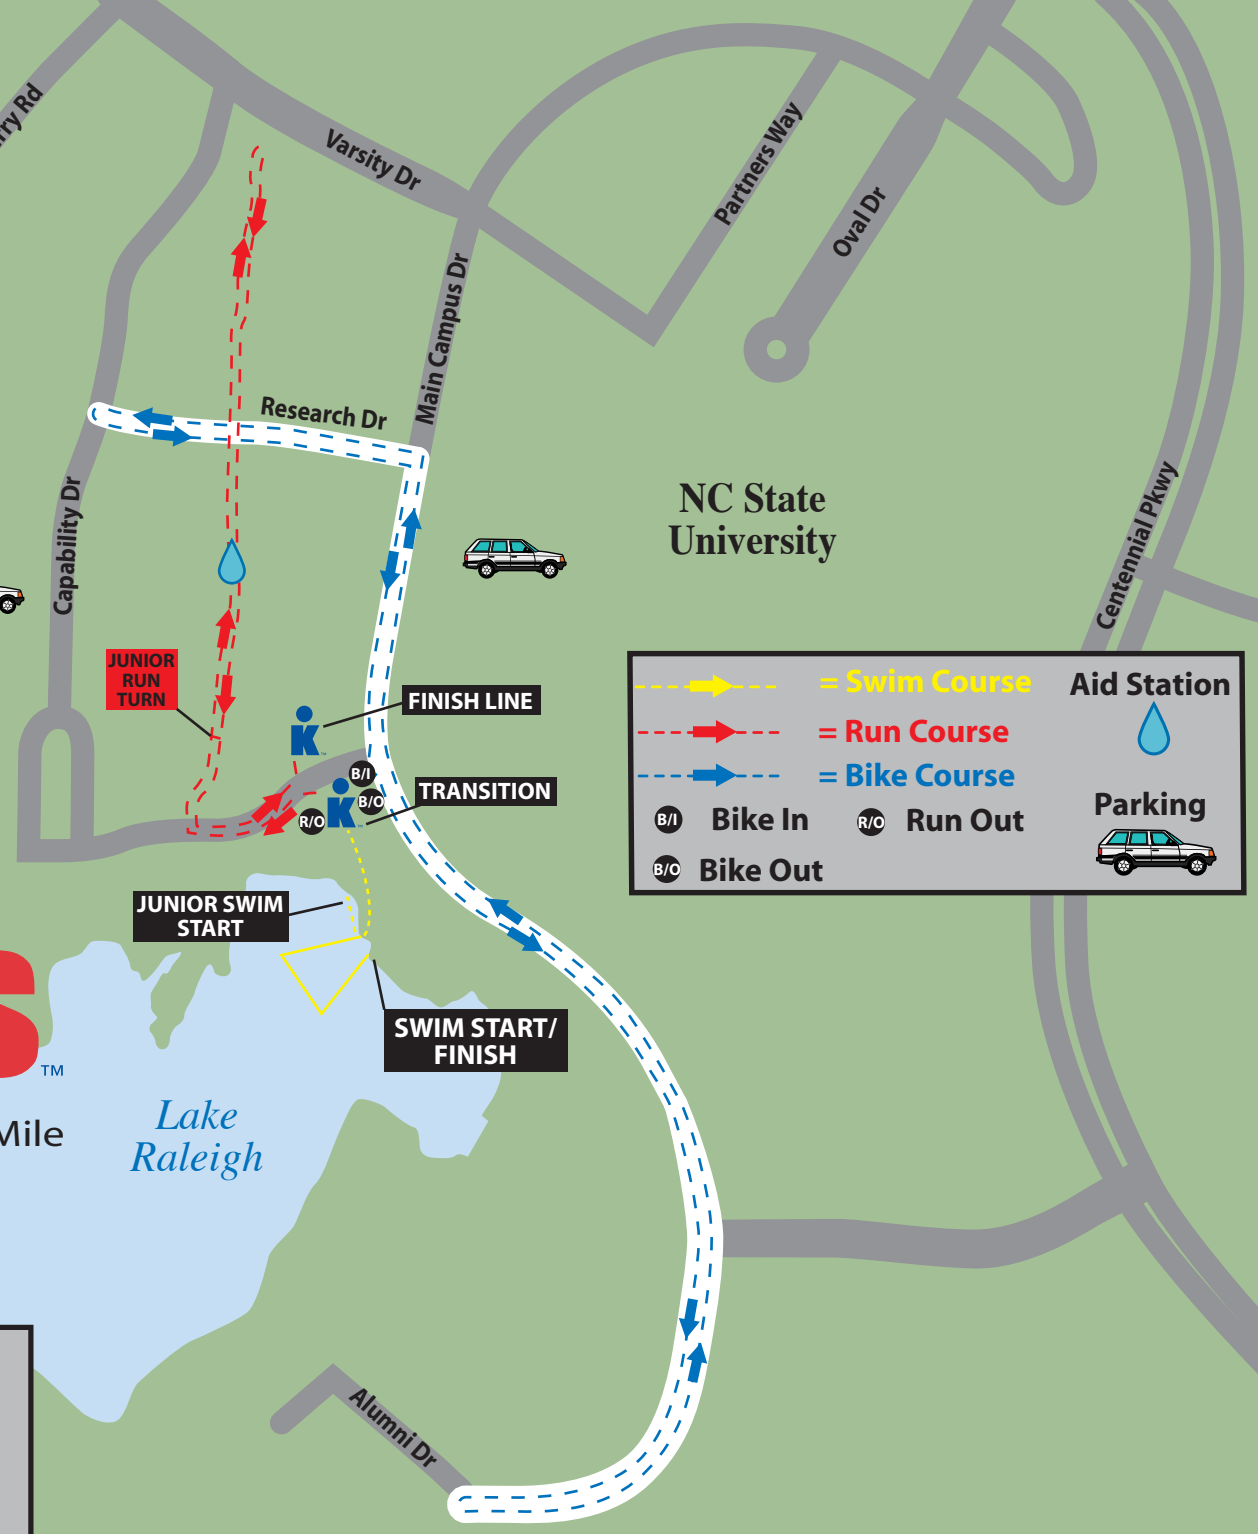 Varsity Dr
Partners Way
Oval Dr
Main Campus Dr
Research Dr
NC State
University
Capability Dr
Centennial Pkwy
JUNIOR
RUN
TURN
FINISH LINE
B/I
TRANSITION
B/O
R/O
= Swim Course
Aid Station
= Run Course
= Bike Course
Parking
B/I Bike In
R/O Run Out
B/O Bike Out
JUNIOR SWIM
START
SWIM START/
FINISH
TM
Lake
Raleigh
Mile
Alumni Dr